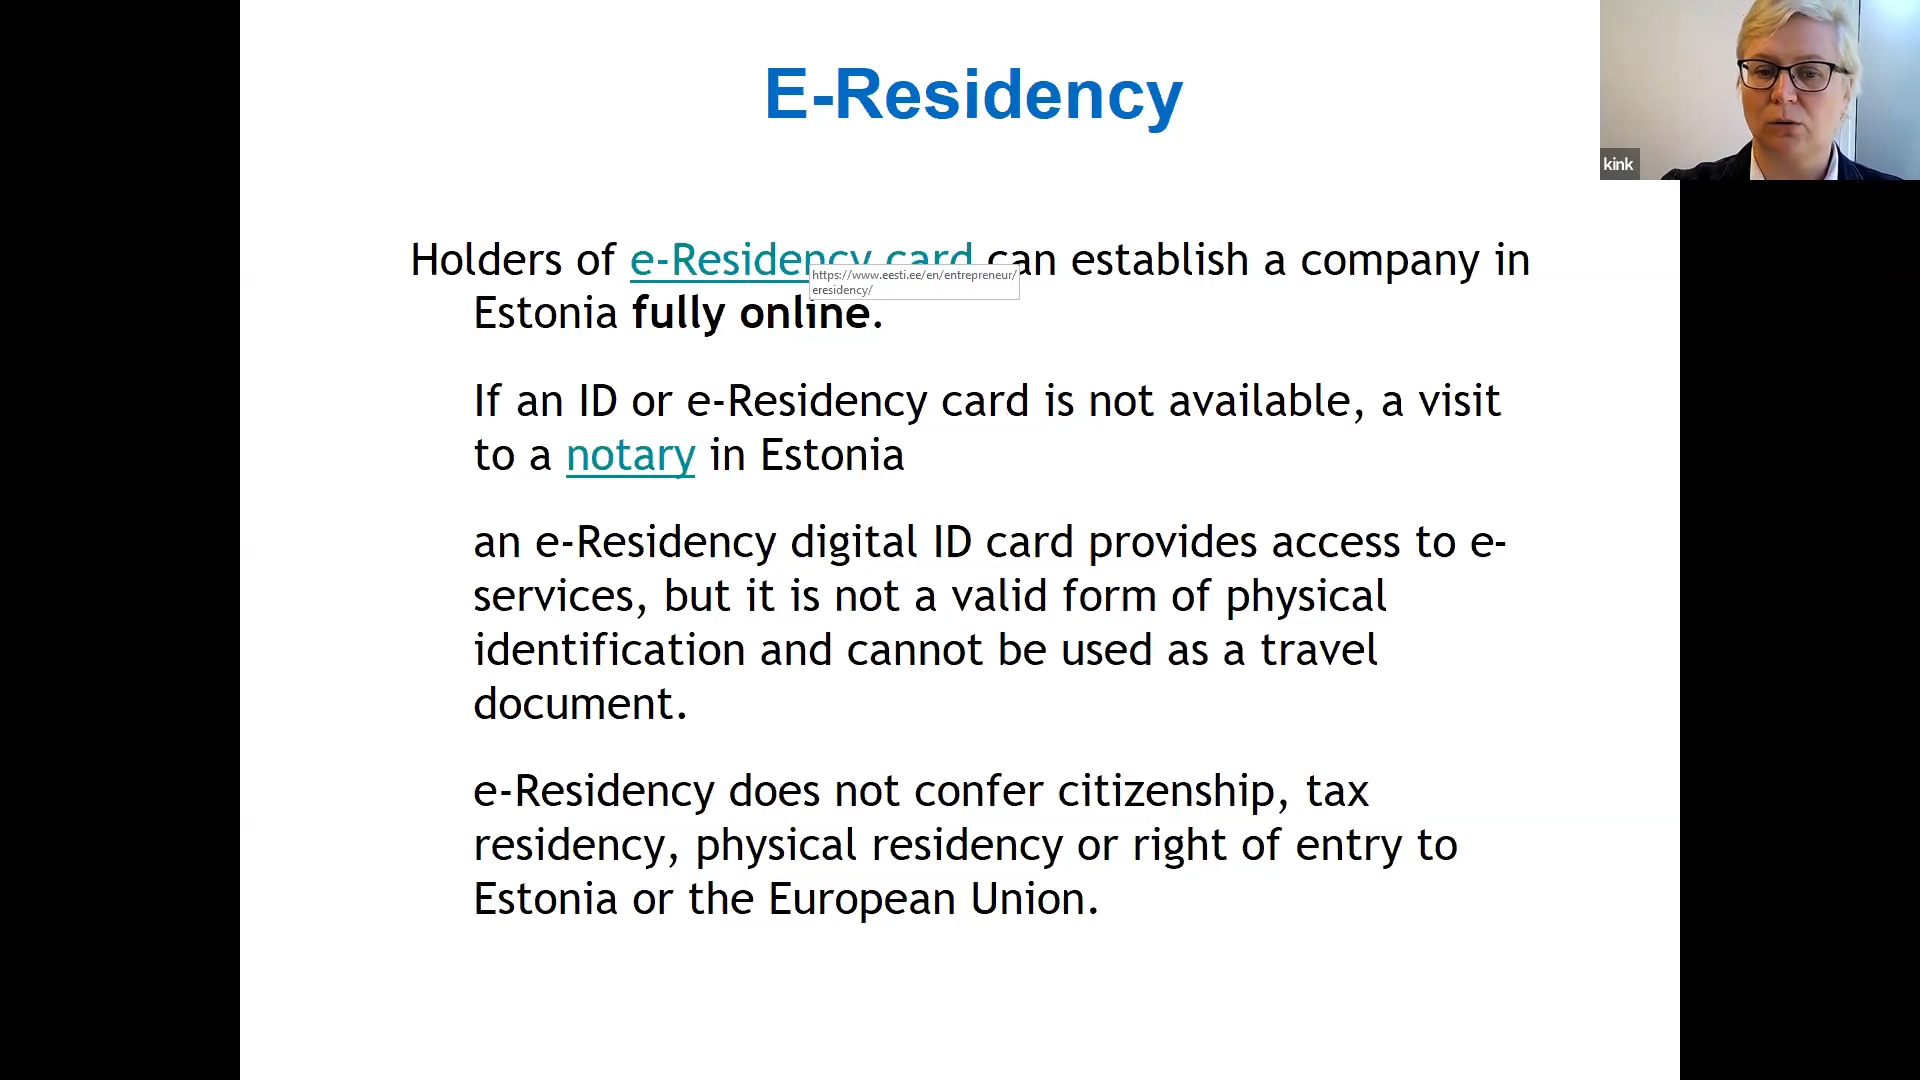 E-Residency
kink
Holders of e-Residency card can establish a company in
https://www.eesti.ee/en/entrepreneur/
eresidency/
Estonia fully online.
If an ID or e-Residency card is not available, a visit
to a notary in Estonia
an e-Residency digital ID card provides access to e-
services, but it is not a valid form of physical
identification and cannot be used as a travel
document.
e-Residency does not confer citizenship, tax
residency, physical residency or right of entry to
Estonia or the European Union.